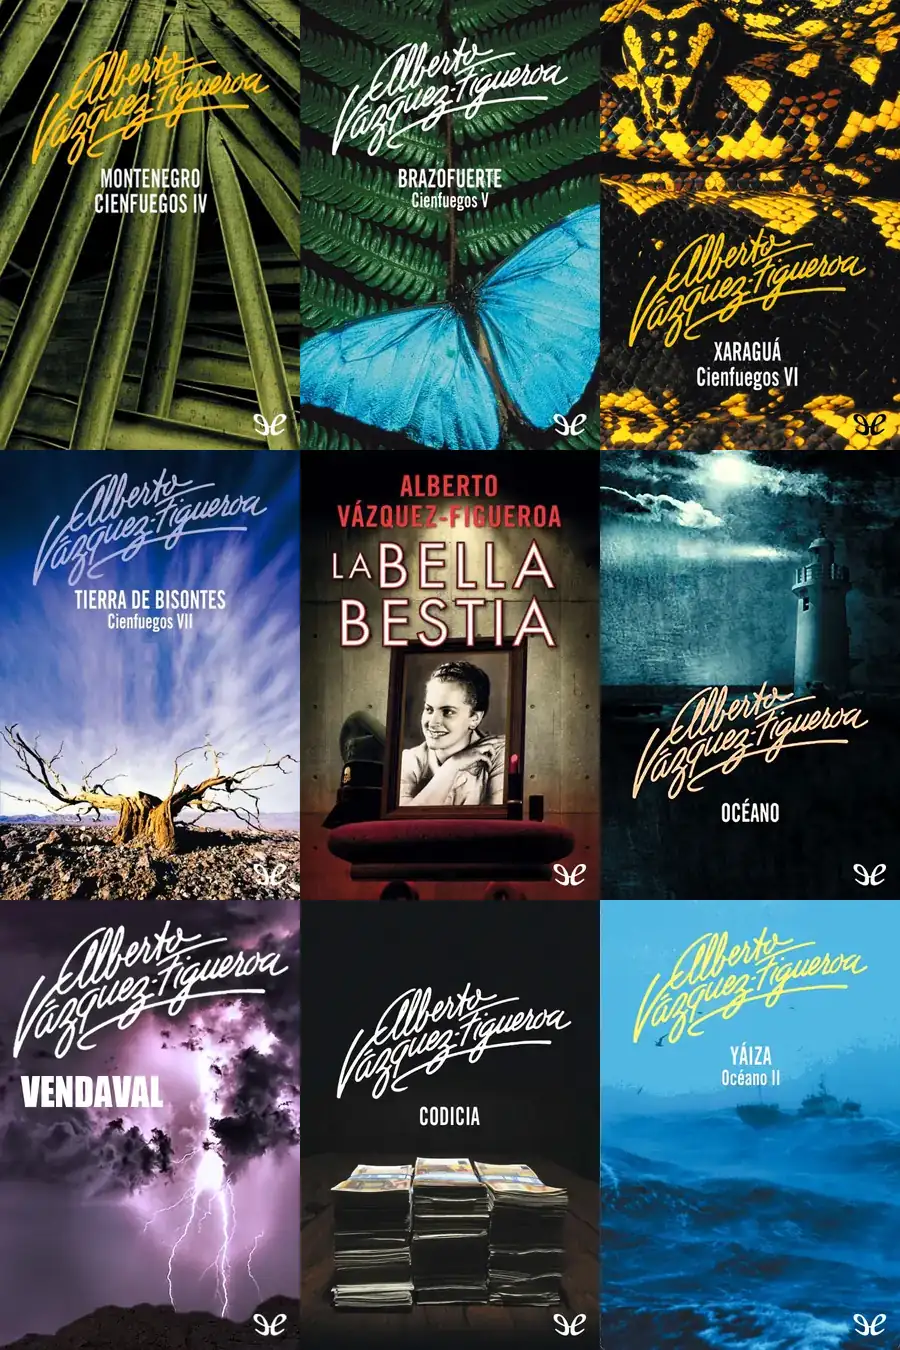 Alberto
Vázquez-Figueroa
MONTENEGRO
CIENFUEGOS IV
Alberto
Vázquez-Figueroa
BRAZOFUERTE
Cienfuegos V
Alberto
Vázquez-Figueroa
XARAGUÁ
Cienfuegos VI
Alberto
Vázquez-Figueroa
TIERRA DE BISONTES
Cienfuegos VII
ALBERTO
VÁZQUEZ-FIGUEROA
LA BELLA
BESTIA
Alberto
Vázquez-Figueroa
OCÉANO
Alberto
Vázquez-Figueroa
VENDAVAL
Alberto
Vázquez-Figueroa
CODICIA
Alberto
Vázquez-Figueroa
YÁIZA
Océano II